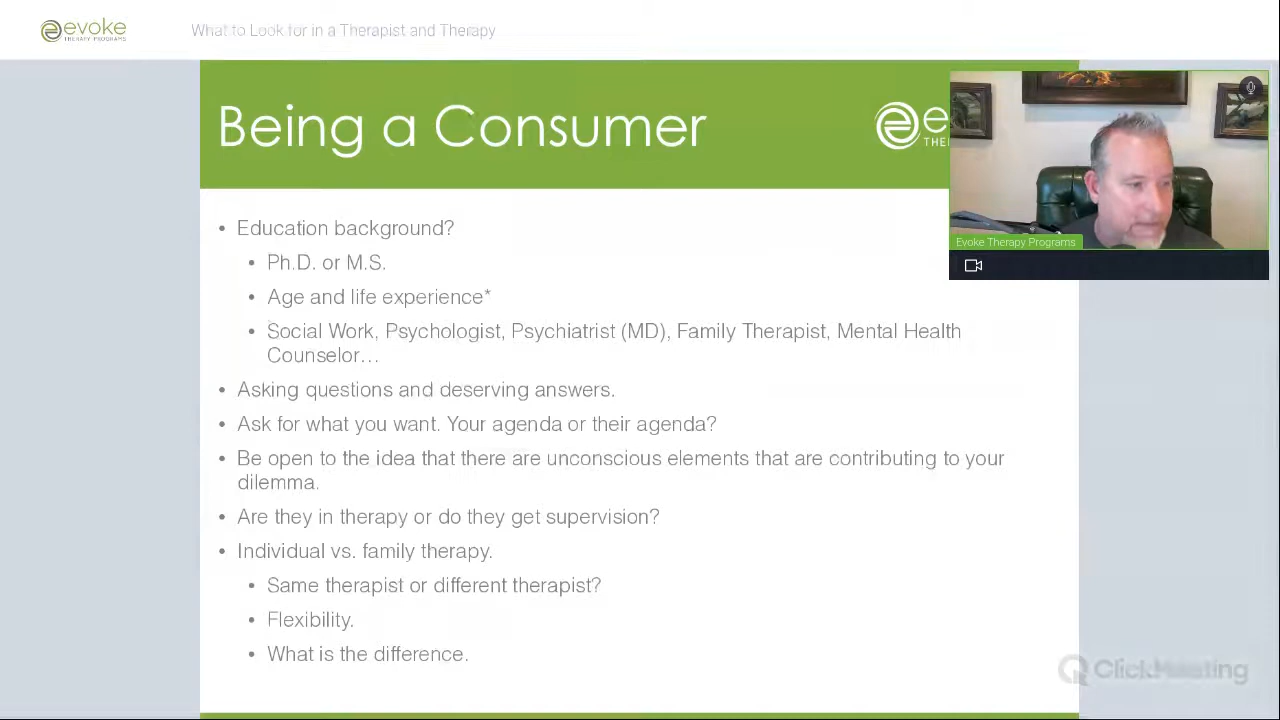 evoke
THERAPY PROGRAMS
What to Look for in a Therapist and Therapy
Being a Consumer
e
THE
Evoke Therapy Programs
• Education background?
• Ph.D. or M.S.
• Age and life experience*
• Social Work, Psychologist, Psychiatrist (MD), Family Therapist, Mental Health
Counselor…
• Asking questions and deserving answers.
• Ask for what you want. Your agenda or their agenda?
• Be open to the idea that there are unconscious elements that are contributing to your
dilemma.
• Are they in therapy or do they get supervision?
• Individual vs. family therapy.
• Same therapist or different therapist?
• Flexibility.
• What is the difference.
ClickMeeting